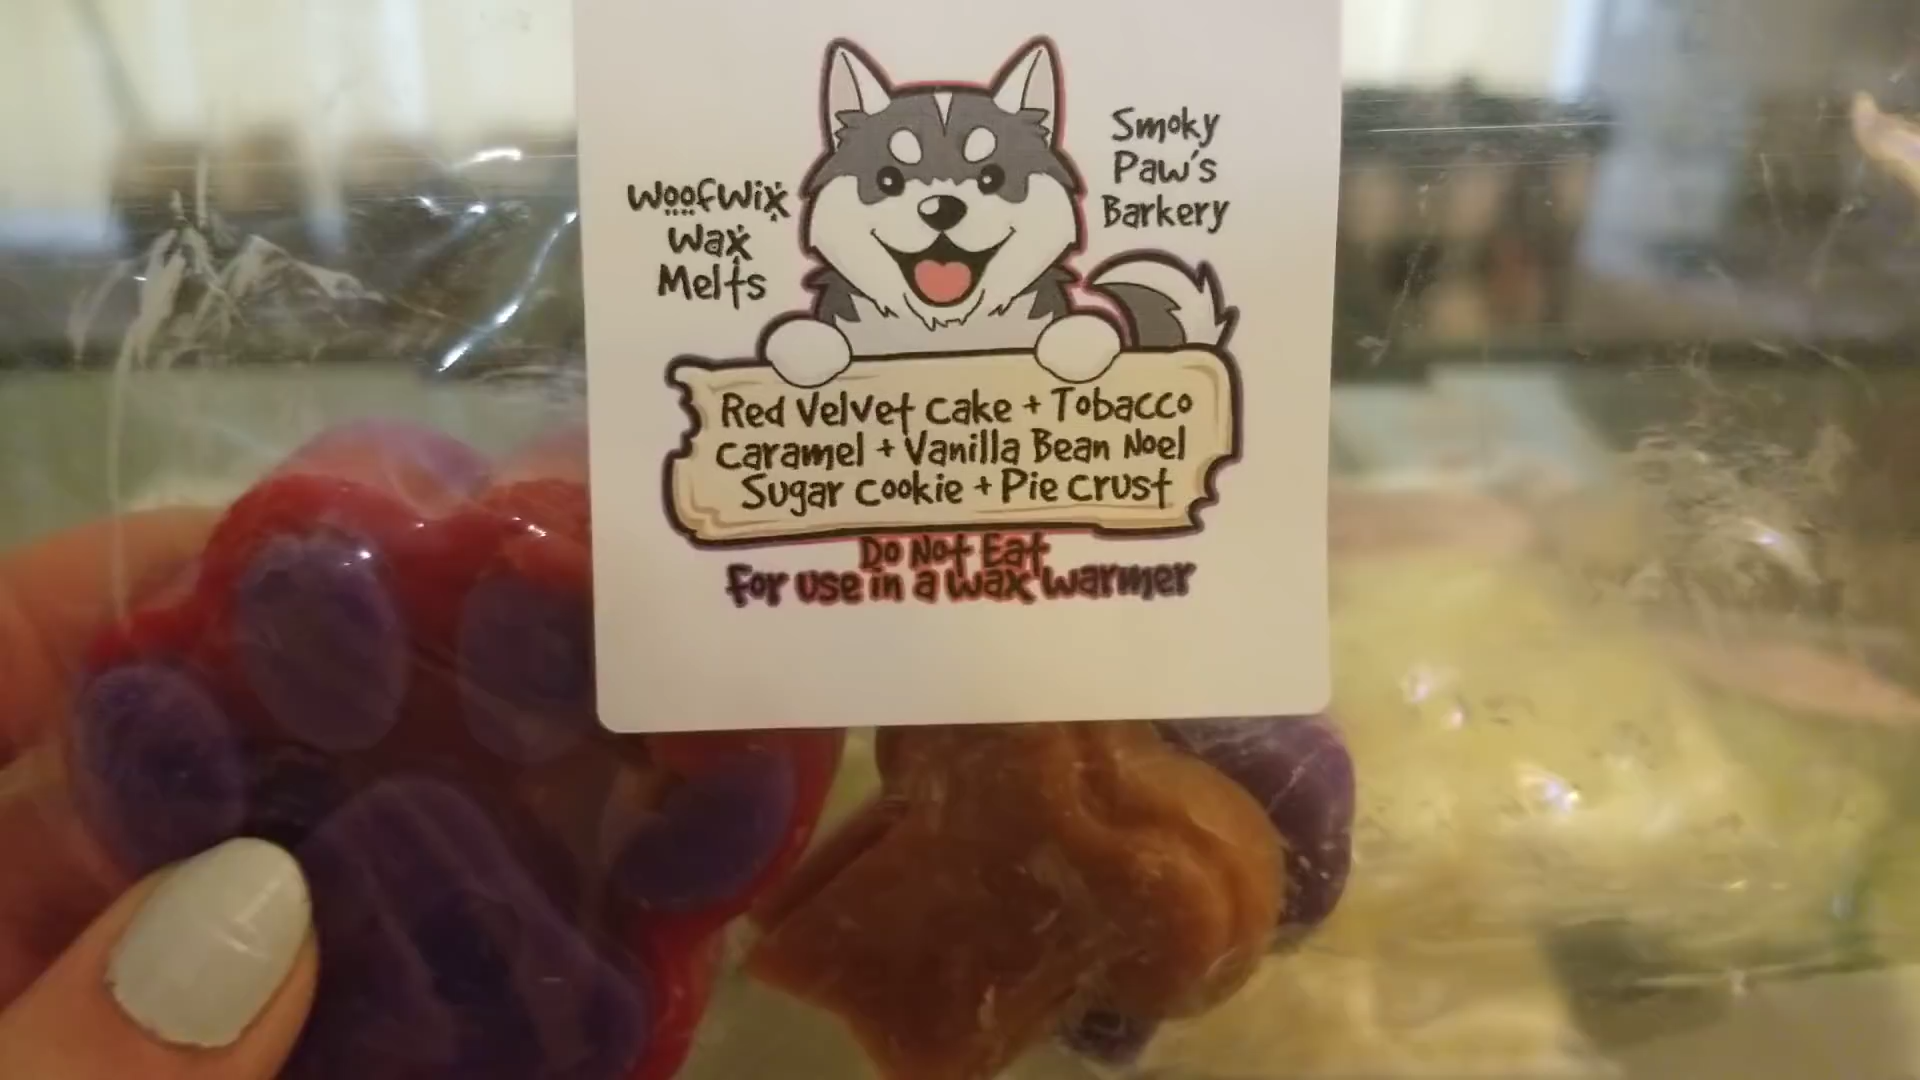 WoofWix
Wax
Melts
Smoky
Paw's
Barkery
Red Velvet Cake + Tobacco
Caramel + Vanilla Bean Noel
Sugar Cookie + Pie Crust
Do Not Eat
For use in a wax warmer